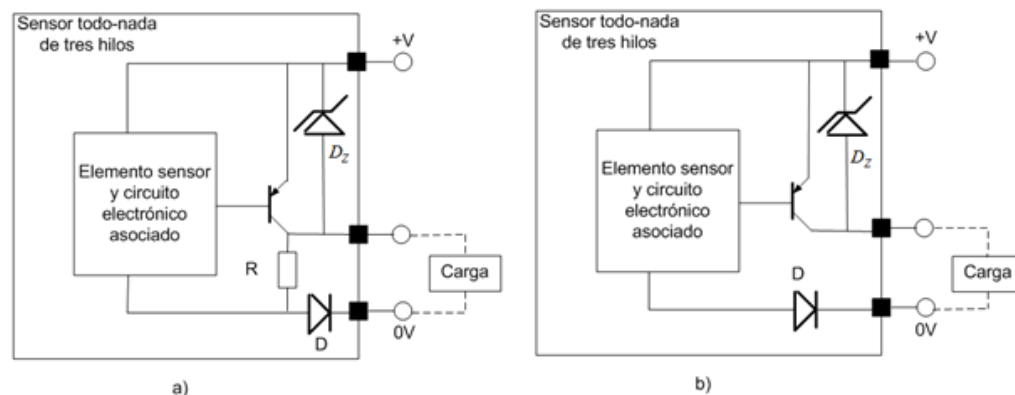 Sensor todo-nada
de tres hilos
+V
D_Z
Elemento sensor
y circuito
electrónico
asociado
R
Carga
D
0V
a)
Sensor todo-nada
de tres hilos
+V
D_Z
Elemento sensor
y circuito
electrónico
asociado
D
Carga
0V
b)